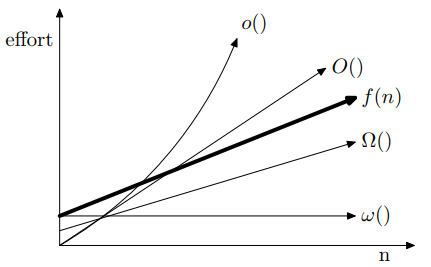 o()
effort
O()
f(n)
Ω()
ω()
n